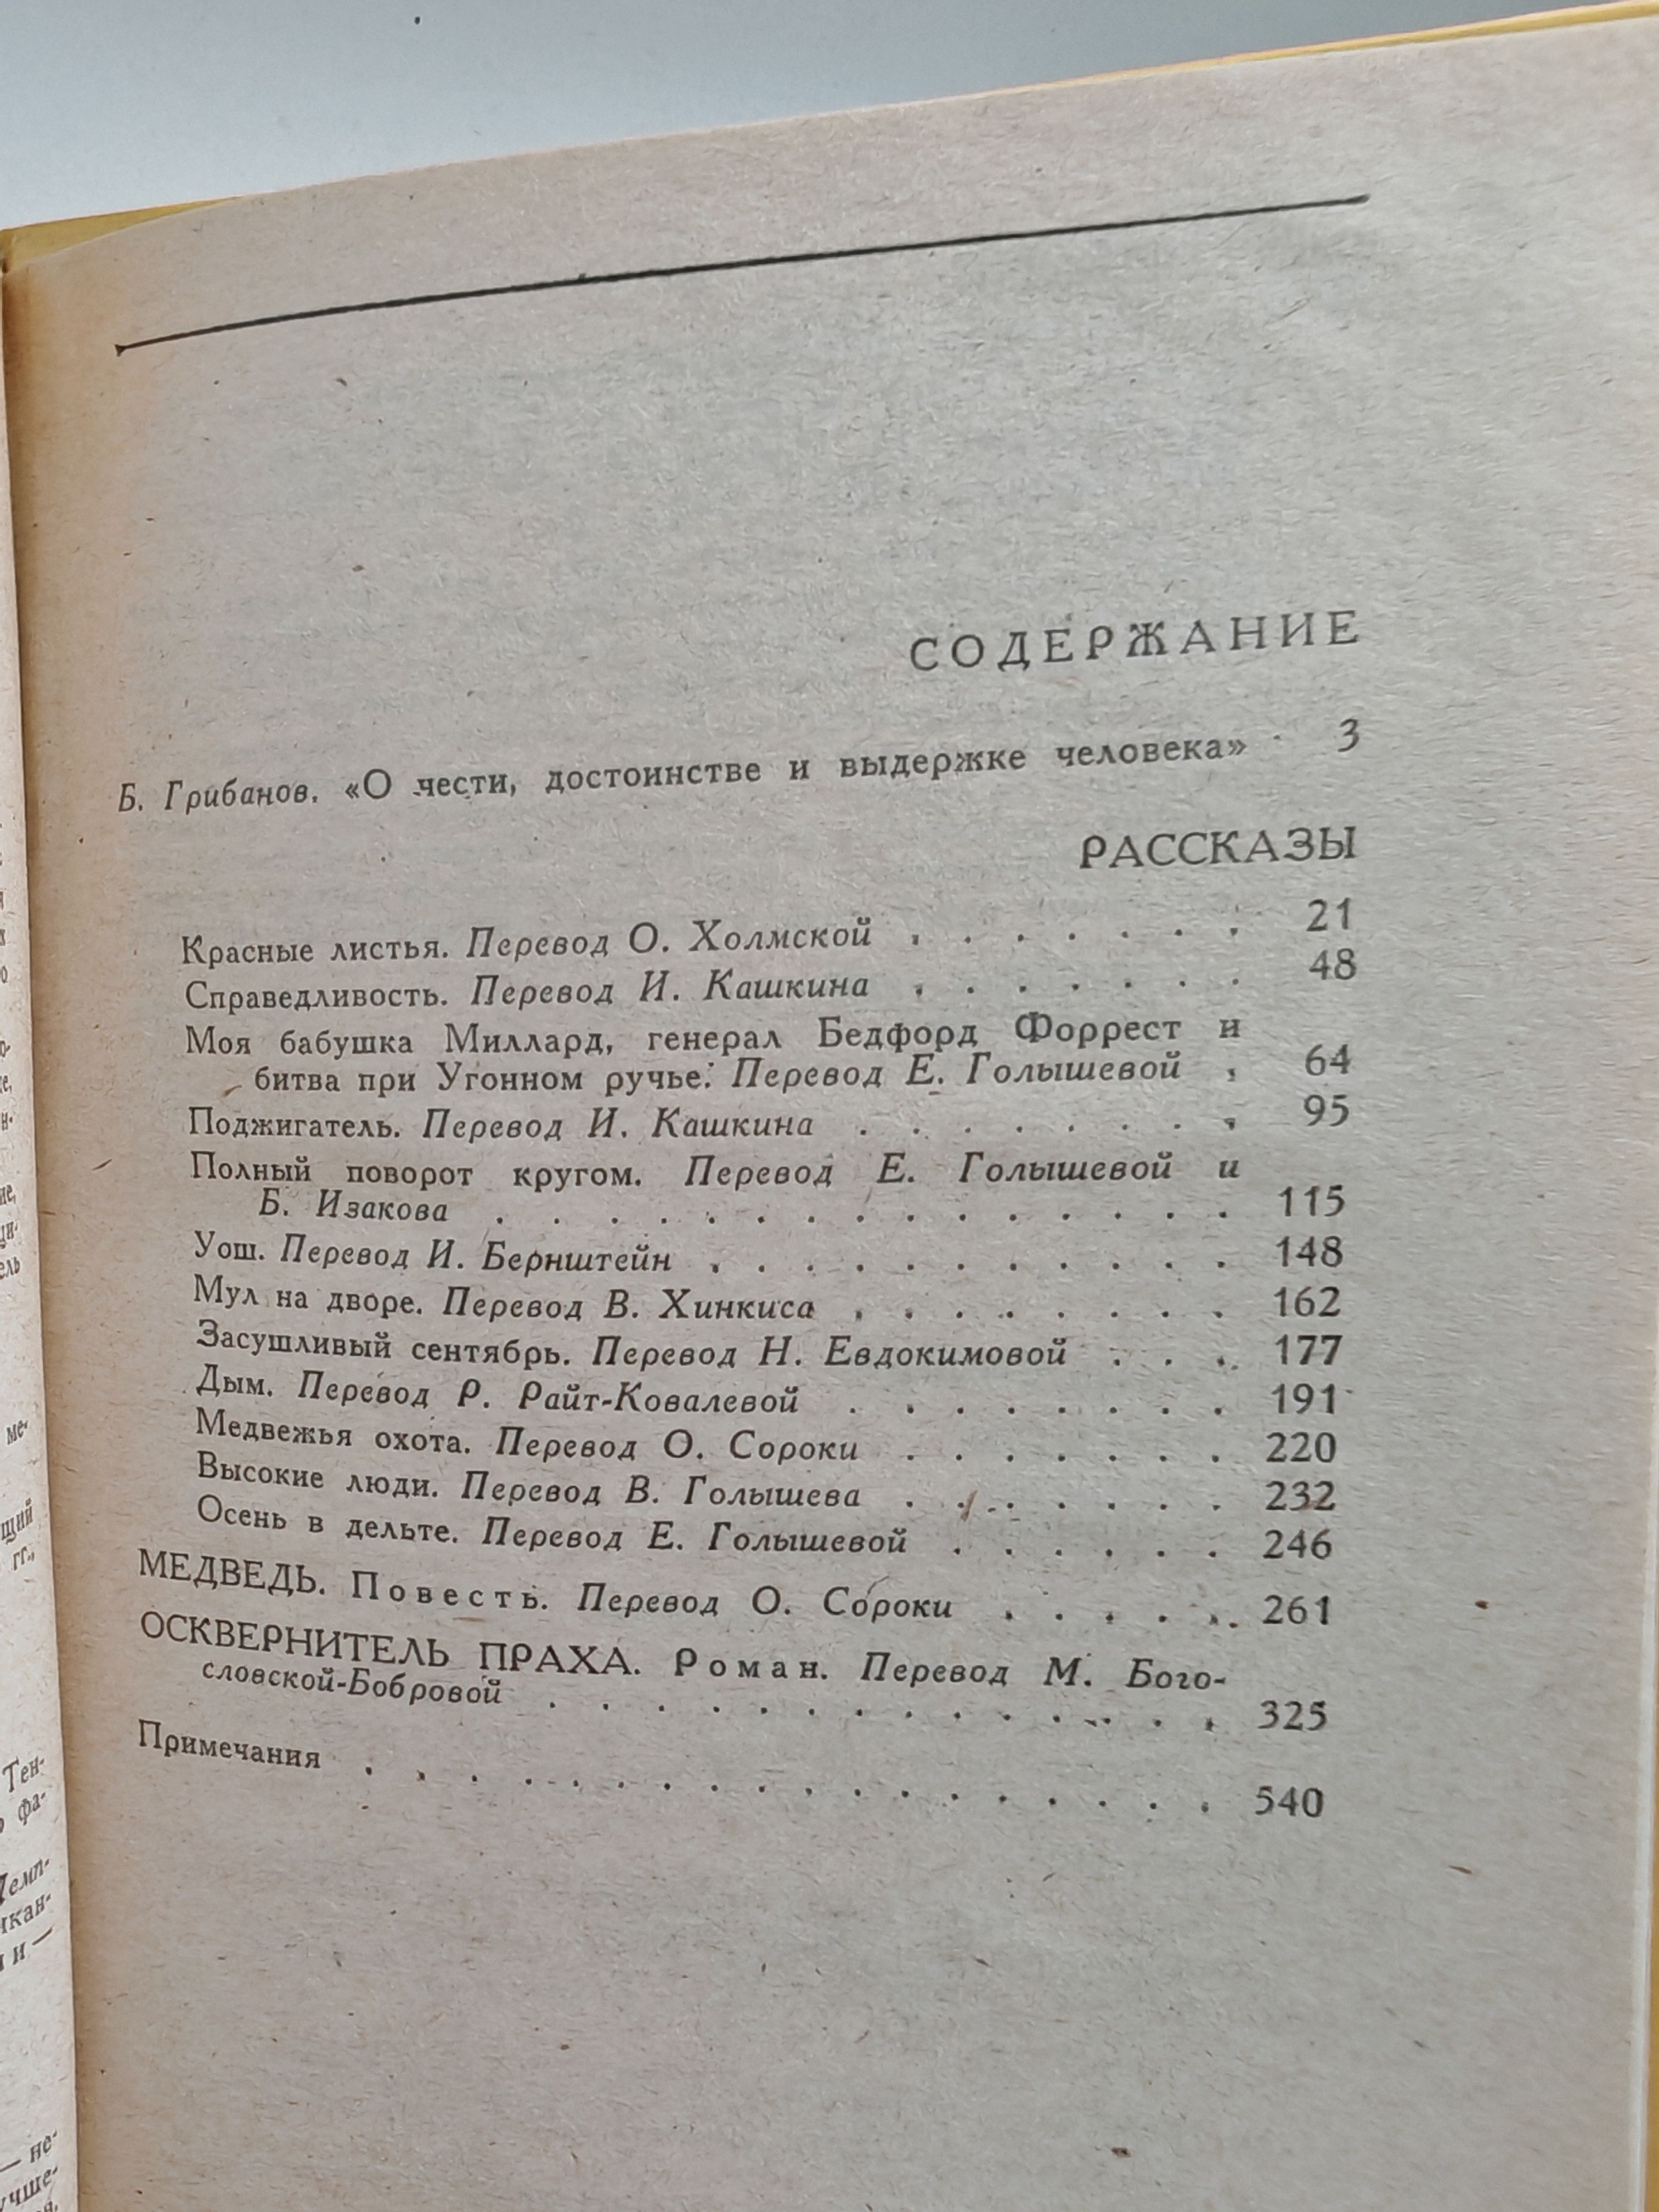 СОДЕРЖАНИЕ
Б. Грибанов. «О чести, достоинстве и выдержке человека» . 3
РАССКАЗЫ
Красные листья. Перевод О. Холмской . . . . . . . 21
Справедливость. Перевод И. Кашкина . . . . . . . 48
Моя бабушка Миллард, генерал Бедфорд Форрест и
битва при Угонном ручье. Перевод Е. Голышевой . 64
Поджигатель. Перевод И. Кашкина . . . . . . . . 95
Полный поворот кругом. Перевод Е. Голышевой и
Б. Изакова . . . . . . . . . . . . . . 115
Уош. Перевод И. Бернштейн . . . . . . . . . . . 148
Мул на дворе. Перевод В. Хинкиса . . . . . . . . 162
Засушливый сентябрь. Перевод Н. Евдокимовой . . . 177
Дым. Перевод Р. Райт-Ковалевой . . . . . . . . 191
Медвежья охота. Перевод О. Сороки . . . . . . . 220
Высокие люди. Перевод В. Голышева . . . . . . . 232
Осень в дельте. Перевод Е. Голышевой . . . . . . 246
МЕДВЕДЬ. Повесть. Перевод О. Сороки . . . . . 261
ОСКВЕРНИТЕЛЬ ПРАХА. Роман. Перевод М. Бого-
словской-Бобровой . . . . . . . . . . . . . . 325
Примечания . . . . . . . . . . . . . . . . . 540